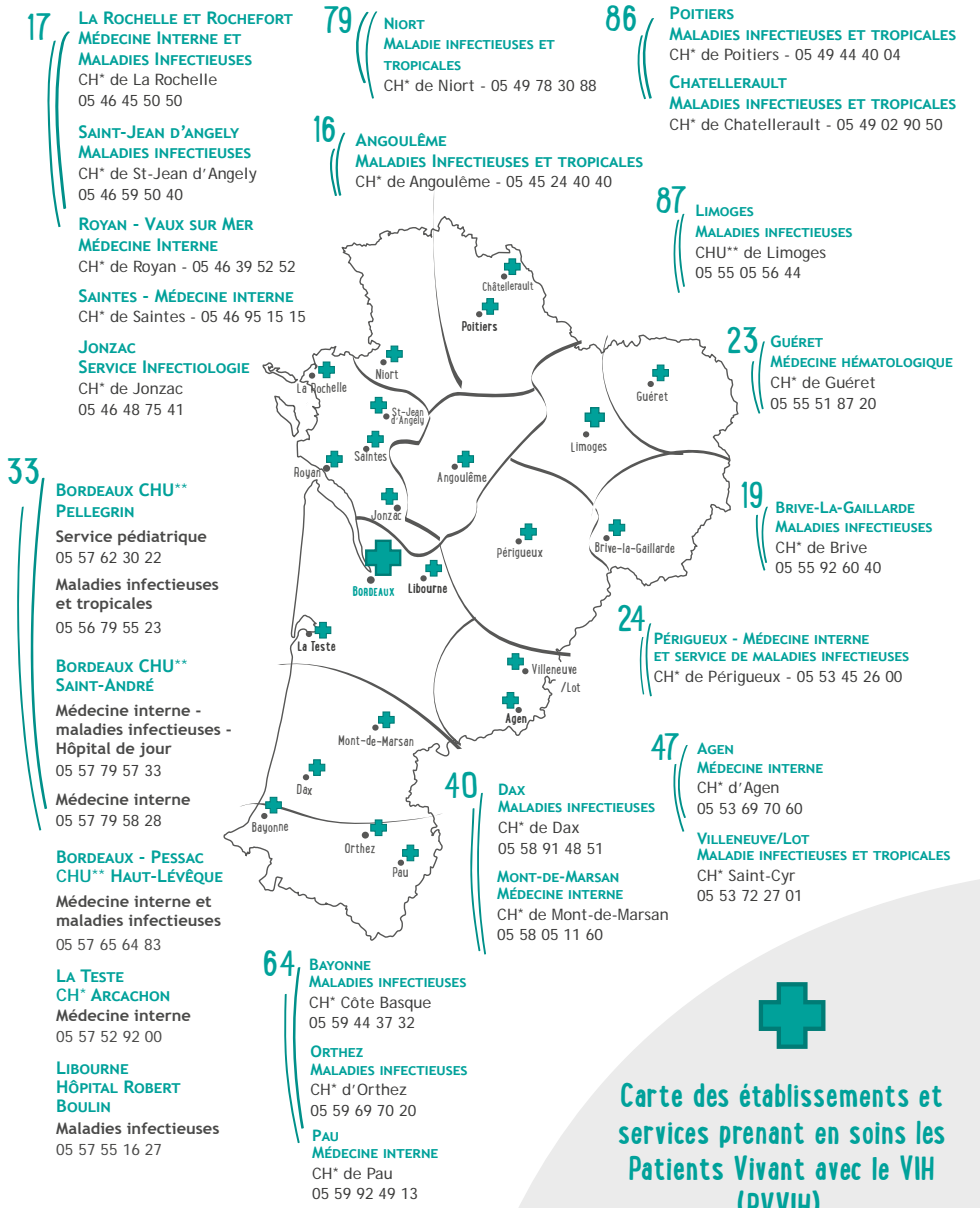 17
LA ROCHELLE ET ROCHEFORT
MÉDECINE INTERNE ET
MALADIES INFECTIEUSES
CH* de La Rochelle
05 46 45 50 50
SAINT-JEAN D'ANGELY
MALADIES INFECTIEUSES
CH* de St-Jean d'Angely
05 46 59 50 40
ROYAN - VAUX SUR MER
MÉDECINE INTERNE
CH* de Royan - 05 46 39 52 52
SAINTES - MÉDECINE INTERNE
CH* de Saintes - 05 46 95 15 15
JONZAC
SERVICE INFECTIOLOGIE
CH* de Jonzac
05 46 48 75 41
79
NIORT
MALADIE INFECTIEUSES ET
TROPICALES
CH* de Niort - 05 49 78 30 88
86
POITIERS
MALADIES INFECTIEUSES ET TROPICALES
CH* de Poitiers - 05 49 44 40 04
CHATELLERAULT
MALADIES INFECTIEUSES ET TROPICALES
CH* de Chatellerault - 05 49 02 90 50
16
ANGOULÊME
MALADIES INFECTIEUSES ET TROPICALES
CH* de Angoulême - 05 45 24 40 40
87
LIMOGES
MALADIES INFECTIEUSES
CHU** de Limoges
05 55 05 56 44
23
GUÉRET
MÉDECINE HÉMATOLOGIQUE
CH* de Guéret
05 55 51 87 20
19
BRIVE-LA-GAILLARDE
MALADIES INFECTIEUSES
CH* de Brive
05 55 92 60 40
24
PÉRIGUEUX - MÉDECINE INTERNE
ET SERVICE DE MALADIES INFECTIEUSES
CH* de Périgueux - 05 53 45 26 00
47
AGEN
MÉDECINE INTERNE
CH* d'Agen
05 53 69 70 60
VILLENEUVE/LOT
MALADIE INFECTIEUSES ET TROPICALES
CH* Saint-Cyr
05 53 72 27 01
40
DAX
MALADIES INFECTIEUSES
CH* de Dax
05 58 91 48 51
MONT-DE-MARSAN
MÉDECINE INTERNE
CH* de Mont-de-Marsan
05 58 05 11 60
33
BORDEAUX CHU**
PELLEGRIN
Service pédiatrique
05 57 62 30 22
Maladies infectieuses
et tropicales
05 56 79 55 23
BORDEAUX CHU**
SAINT-ANDRÉ
Médecine interne -
maladies infectieuses -
Hôpital de jour
05 57 79 57 33
Médecine interne
05 57 79 58 28
BORDEAUX - PESSAC
CHU** HAUT-LÉVÊQUE
Médecine interne et
maladies infectieuses
05 57 65 64 83
LA TESTE
CH* ARCACHON
Médecine interne
05 57 52 92 00
LIBOURNE
HÔPITAL ROBERT
BOULIN
Maladies infectieuses
05 57 55 16 27
64
BAYONNE
MALADIES INFECTIEUSES
CH* Côte Basque
05 59 44 37 32
ORTHEZ
MALADIES INFECTIEUSES
CH* d'Orthez
05 59 69 70 20
PAU
MÉDECINE INTERNE
CH* de Pau
05 59 92 49 13
Châtellerault
Poitiers
Niort
La Rochelle
St-Jean
d'Angely
Saintes
Royan
Angoulême
Jonzac
Limoges
Guéret
Périgueux
Brive-la-Gaillarde
BORDEAUX
Libourne
La Teste
Villeneuve
/Lot
Agen
Mont-de-Marsan
Dax
Bayonne
Orthez
Pau
Carte des établissements et
services prenant en soins les
Patients Vivant avec le VIH
(PVVIH)